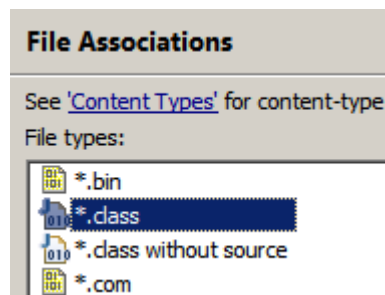 File Associations
See 'Content Types' for content-type
File types:
*.bin
*.class
*.class without source
*.com